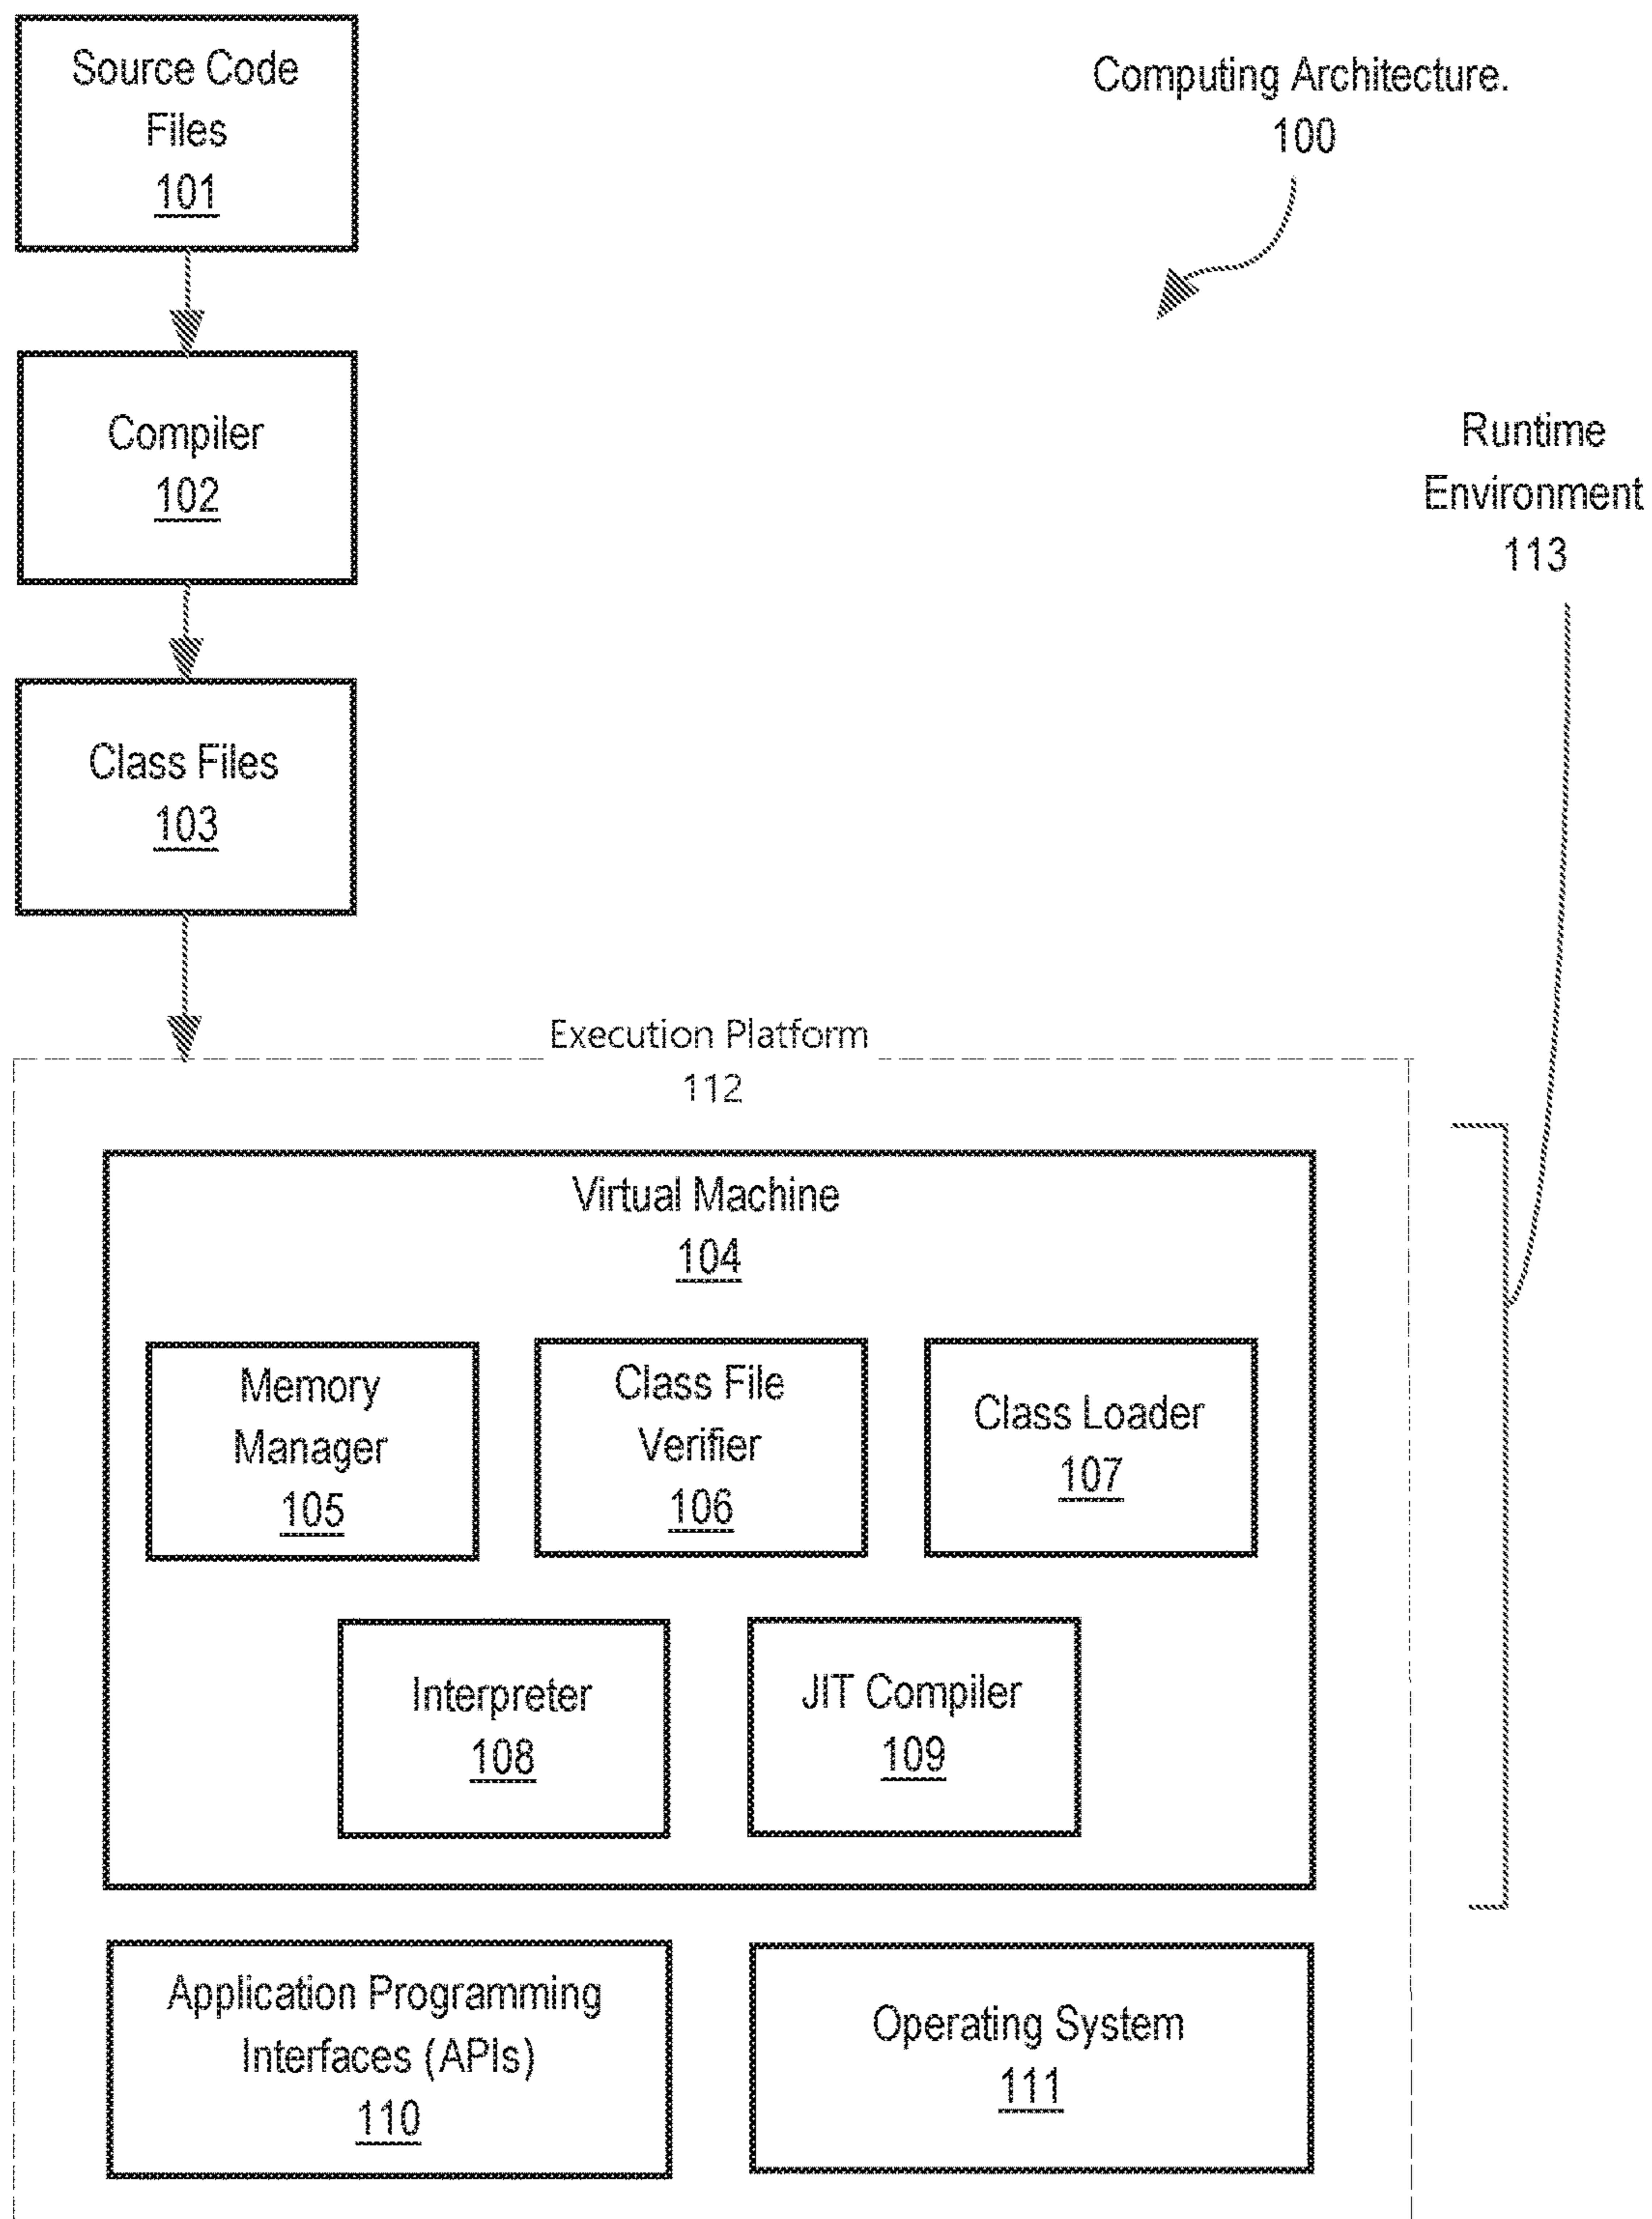 Source Code
Files
101
Computing Architecture.
100
Compiler
102
Runtime
Environment
113
Class Files
103
Execution Platform
112
Virtual Machine
104
Memory
Manager
105
Class File
Verifier
106
Class Loader
107
Interpreter
108
JIT Compiler
109
Application Programming
Interfaces (APIs)
110
Operating System
111